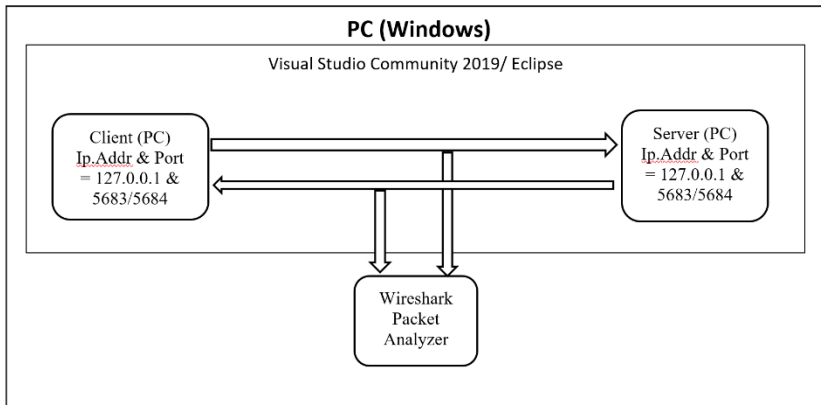 PC (Windows)
Visual Studio Community 2019/ Eclipse
Client (PC)
Ip.Addr & Port
= 127.0.0.1 &
5683/5684
Server (PC)
Ip.Addr & Port
= 127.0.0.1 &
5683/5684
Wireshark
Packet
Analyzer